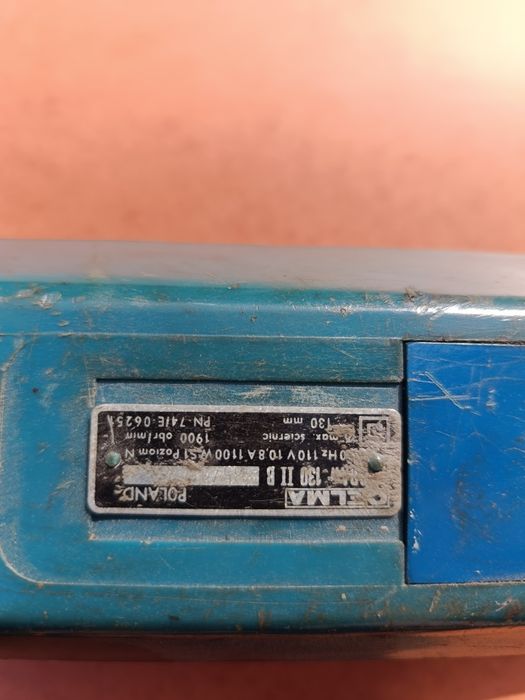 CELMA POLAND
130 II B
Hz 110V 10,8A 1100W S1 Poziom N
max. ściernic 1900 obr/min
130 mm PN-74/E-0625